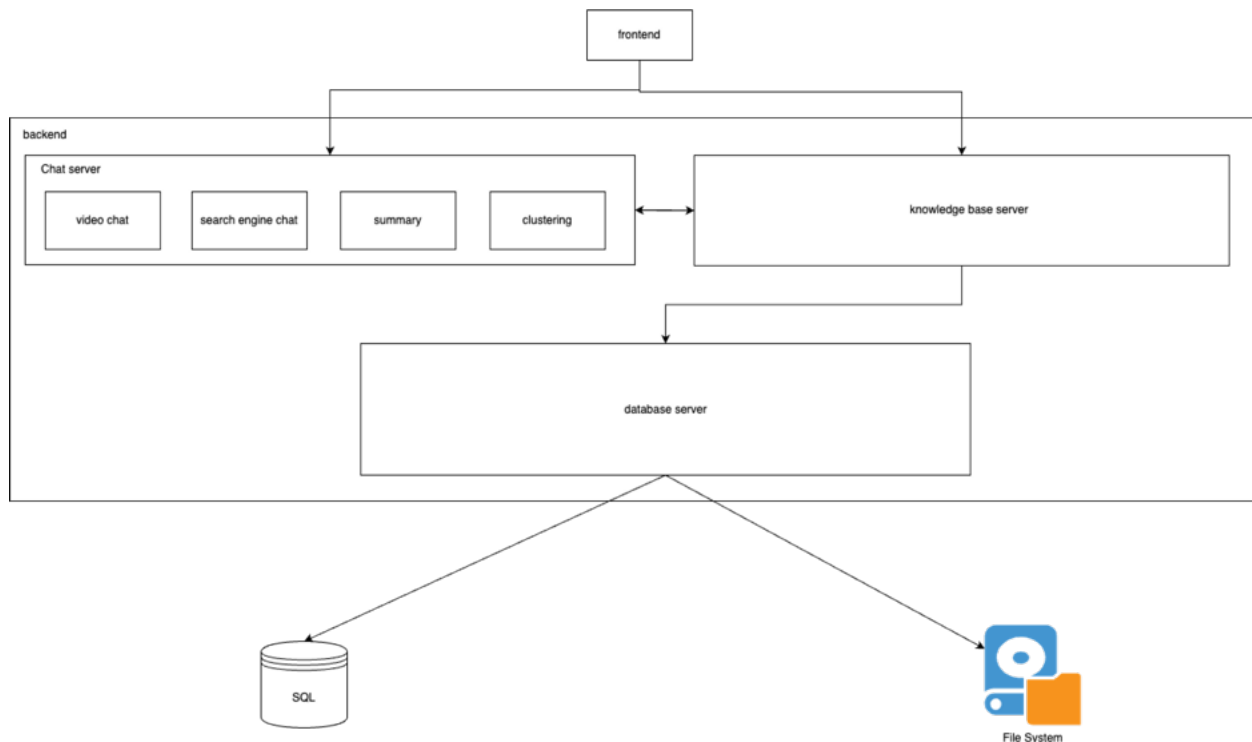 frontend
backend
Chat server
video chat
search engine chat
summary
clustering
knowledge base server
database server
SQL
File System